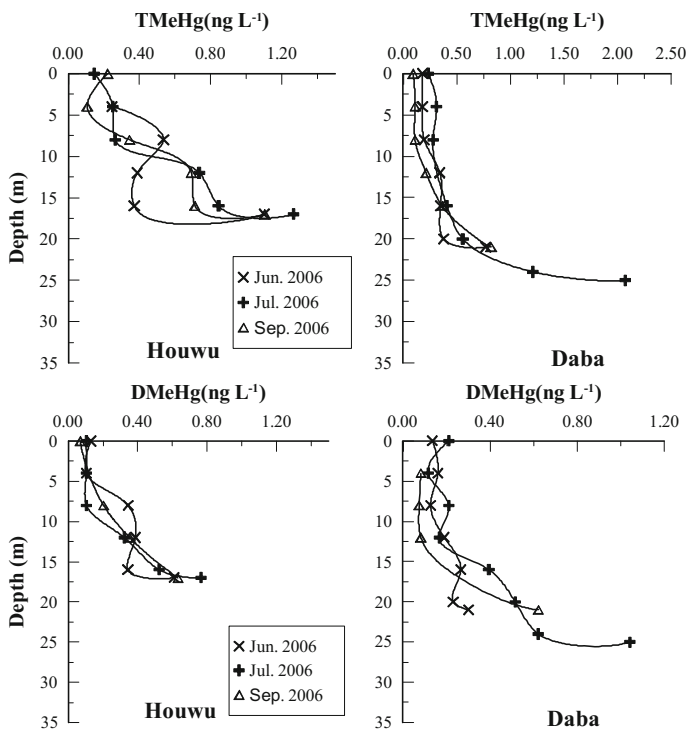 TMeHg(ng L-1) TMeHg(ng L-1)
0.00 0.40 0.80 1.20 0.00 0.50 1.00 1.50 2.00 2.50
Depth (m)
0 0
5 5
10 10
15 15
20 20
25 25
30 30
35 35
Jun. 2006
Jul. 2006
Sep. 2006
Houwu Daba
DMeHg(ng L-1) DMeHg(ng L-1)
0.00 0.40 0.80 1.20 0.00 0.40 0.80 1.20
Depth (m)
0 0
5 5
10 10
15 15
20 20
25 25
30 30
35 35
Jun. 2006
Jul. 2006
Sep. 2006
Houwu Daba